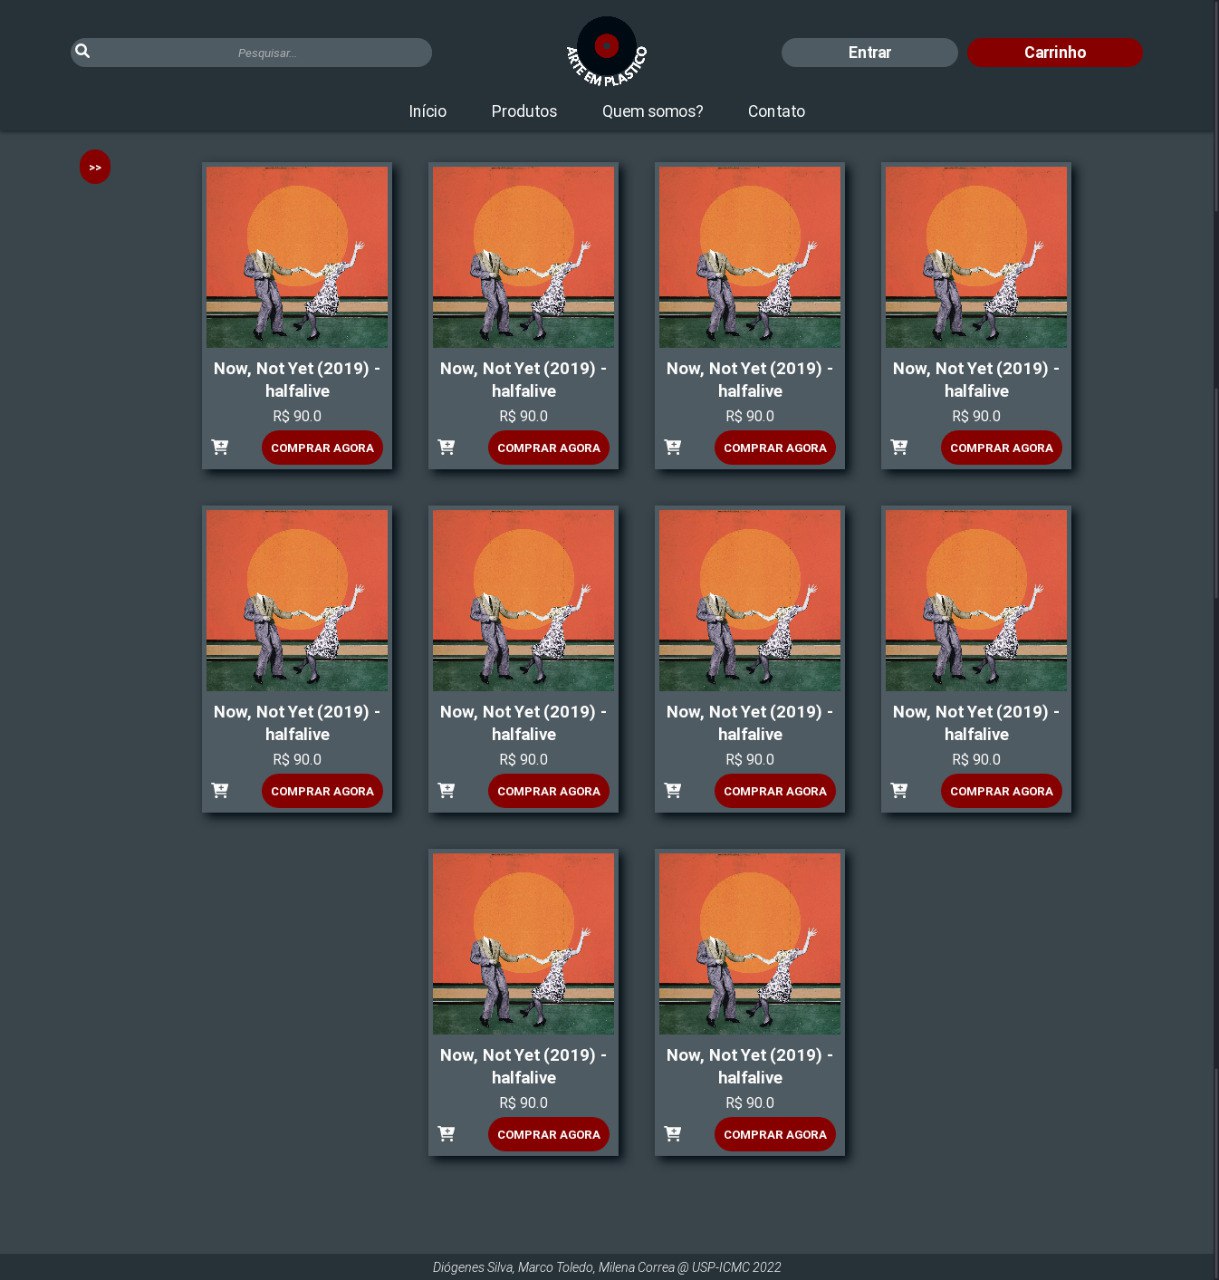 Pesquisar...
ARTE EM PLASTICO
Entrar
Carrinho
Início
Produtos
Quem somos?
Contato
>>
Now, Not Yet (2019) -
halfalive
R$ 90.0
COMPRAR AGORA
Now, Not Yet (2019) -
halfalive
R$ 90.0
COMPRAR AGORA
Now, Not Yet (2019) -
halfalive
R$ 90.0
COMPRAR AGORA
Now, Not Yet (2019) -
halfalive
R$ 90.0
COMPRAR AGORA
Now, Not Yet (2019) -
halfalive
R$ 90.0
COMPRAR AGORA
Now, Not Yet (2019) -
halfalive
R$ 90.0
COMPRAR AGORA
Now, Not Yet (2019) -
halfalive
R$ 90.0
COMPRAR AGORA
Now, Not Yet (2019) -
halfalive
R$ 90.0
COMPRAR AGORA
Now, Not Yet (2019) -
halfalive
R$ 90.0
COMPRAR AGORA
Now, Not Yet (2019) -
halfalive
R$ 90.0
COMPRAR AGORA
Diógenes Silva, Marco Toledo, Milena Correa @ USP-ICMC 2022